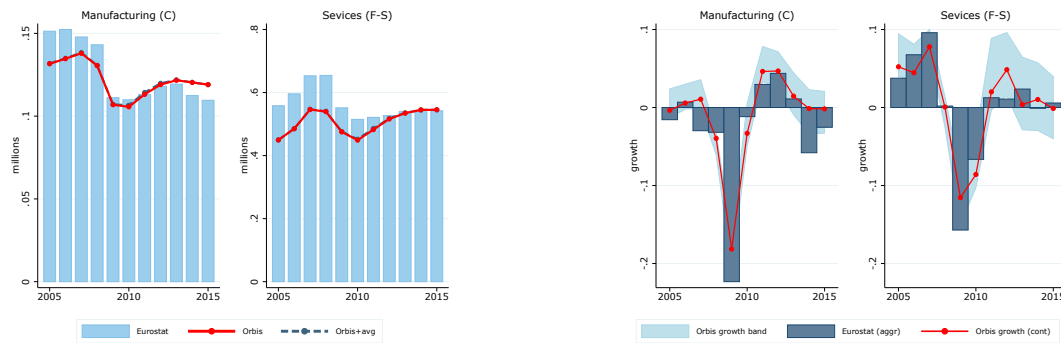 Manufacturing (C)
Sevices (F-S)
millions
0
.05
.1
.15
2005
2010
2015
millions
0
.2
.4
.6
.8
2005
2010
2015
Eurostat
Orbis
Orbis+avg
Manufacturing (C)
Sevices (F-S)
growth
-.2
-.1
0
.1
2005
2010
2015
growth
-.2
-.1
0
.1
2005
2010
2015
Orbis growth band
Eurostat (aggr)
Orbis growth (cont)